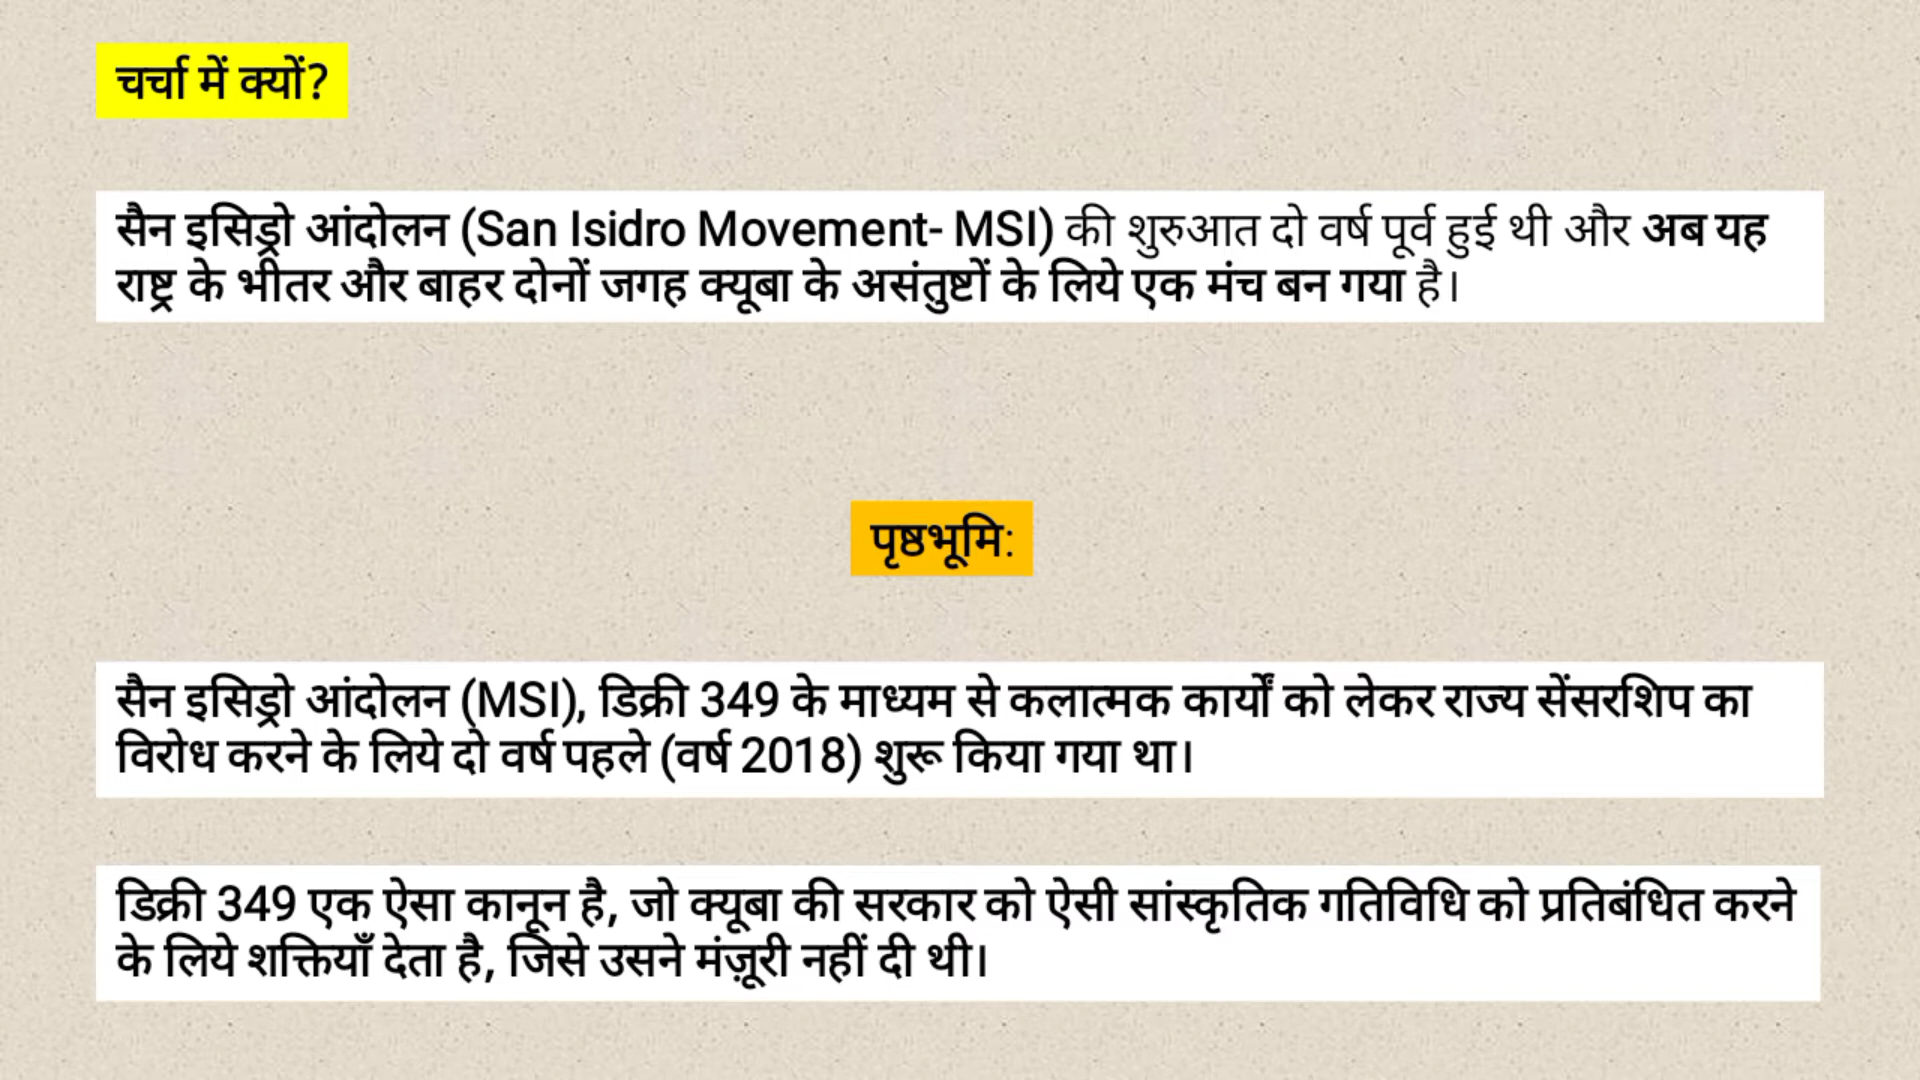 चर्चा में क्यों?
सैन इसिड्रो आंदोलन (San Isidro Movement- MSI) की शुरुआत दो वर्ष पूर्व हुई थी और अब यह
राष्ट्र के भीतर और बाहर दोनों जगह क्यूबा के असंतुष्टों के लिये एक मंच बन गया है।
पृष्ठभूमि:
सैन इसिड्रो आंदोलन (MSI), डिक्री 349 के माध्यम से कलात्मक कार्यों को लेकर राज्य सेंसरशिप का
विरोध करने के लिये दो वर्ष पहले (वर्ष 2018) शुरू किया गया था।
डिक्री 349 एक ऐसा कानून है, जो क्यूबा की सरकार को ऐसी सांस्कृतिक गतिविधि को प्रतिबंधित करने
के लिये शक्तियाँ देता है, जिसे उसने मंज़ूरी नहीं दी थी।